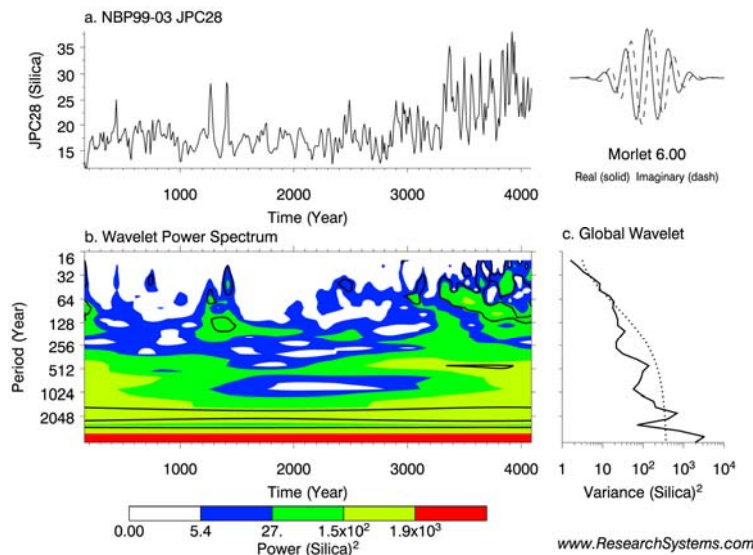 a. NBP99-03 JPC28
JPC28 (Silica)
35
30
25
20
15
1000 2000 3000 4000
Time (Year)
Morlet 6.00
Real (solid) Imaginary (dash)
b. Wavelet Power Spectrum
Period (Year)
16
32
64
128
256
512
1024
2048
1000 2000 3000 4000
Time (Year)
c. Global Wavelet
1 10 10² 10³ 10⁴
Variance (Silica)²
0.00 5.4 27. 1.5x10² 1.9x10³
Power (Silica)²
www.ResearchSystems.com